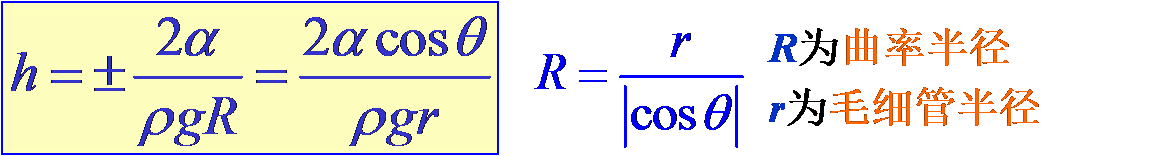 h = ± 2α / ρgR = 2α cos θ / ρgr
R = r / |cos θ|
R为曲率半径
r为毛细管半径